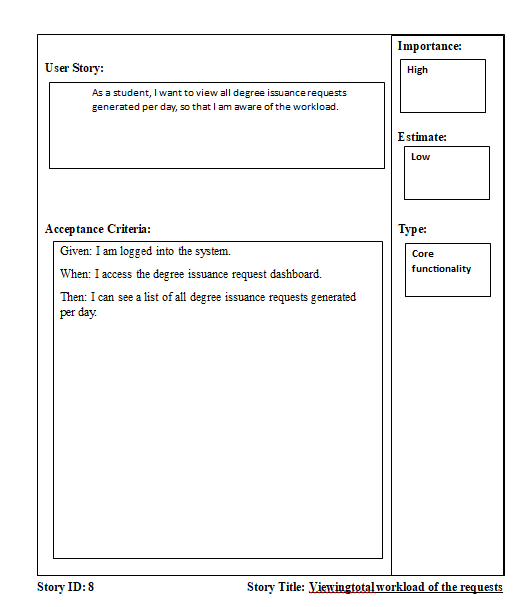 Importance:
User Story:
High
As a student, I want to view all degree issuance requests
generated per day, so that I am aware of the workload.
Estimate:
Low
Acceptance Criteria:
Type:
Given: I am logged into the system.
Core
functionality
When: I access the degree issuance request dashboard.
Then: I can see a list of all degree issuance requests generated
per day.
Story ID: 8
Story Title: Viewingtotal workload of the requests